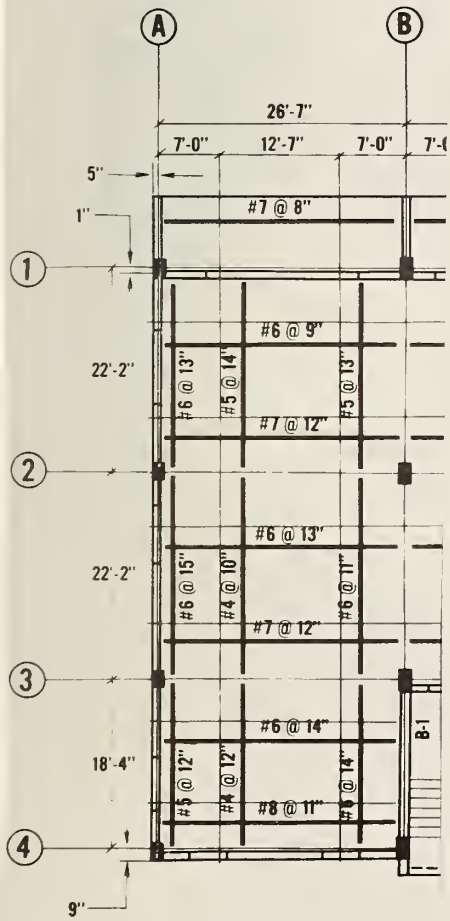 A B
26'-7"
7'-0" 12'-7" 7'-0"
5"
1"
#7 @ 8"
1
#6 @ 9"
22'-2"
#6 @ 13"
#5 @ 14"
#5 @ 13"
#7 @ 12"
2
#6 @ 13"
22'-2"
#6 @ 15"
#4 @ 10"
#6 @ 11"
#7 @ 12"
3
#6 @ 14"
B-1
18'-4"
#5 @ 12"
#4 @ 12"
#6 @ 14"
#8 @ 11"
4
9"